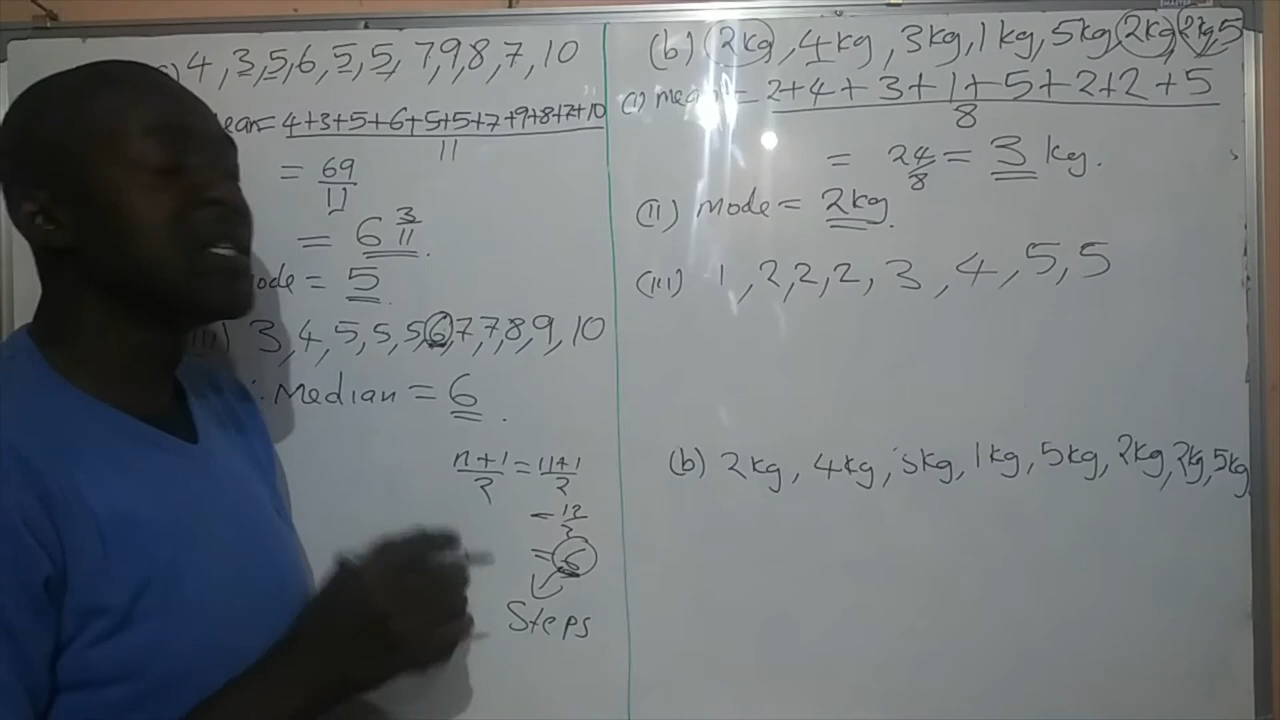 ) 4, 3, 5, 6, 5, 5, 7, 9, 8, 7, 10
ean = 4+3+5+6+5+5+7+9+8+7+10
11
= 69
11
= 6 3/11.
ode = 5.
(III) 3, 4, 5, 5, 5, 6, 7, 7, 8, 9, 10
∴ Median = 6.
n+1/2 = 11+1/2
= 12/2
= 6
Steps
(b) 2kg, 4kg, 3kg, 1kg, 5kg, 2kg, 2kg, 5
(i) mean = 2+4+3+1+5+2+2+5
8
= 24/8 = 3 kg.
(II) mode = 2kg.
(III) 1, 2, 2, 2, 3, 4, 5, 5
(b) 2kg, 4kg, 3kg, 1kg, 5kg, 2kg, 2kg, 5kg